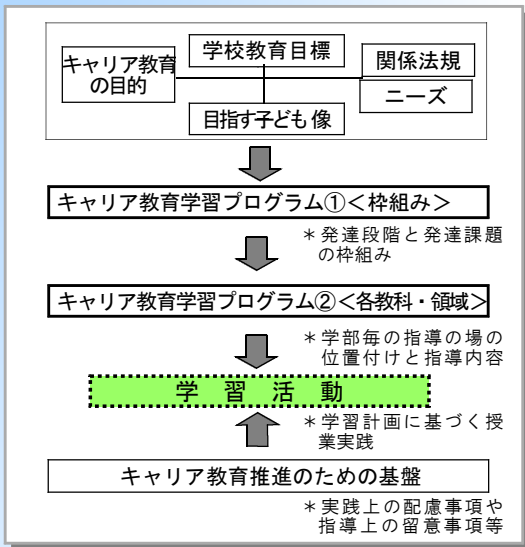 学校教育目標
キャリア教育
の目的
関係法規
ニーズ
目指す子ども像
キャリア教育学習プログラム①＜枠組み＞
＊発達段階と発達課題
の枠組み
キャリア教育学習プログラム②＜各教科・領域＞
＊学部毎の指導の場の
位置付けと指導内容
学習活動
＊学習計画に基づく授
業実践
キャリア教育推進のための基盤
＊実践上の配慮事項や
指導上の留意事項等